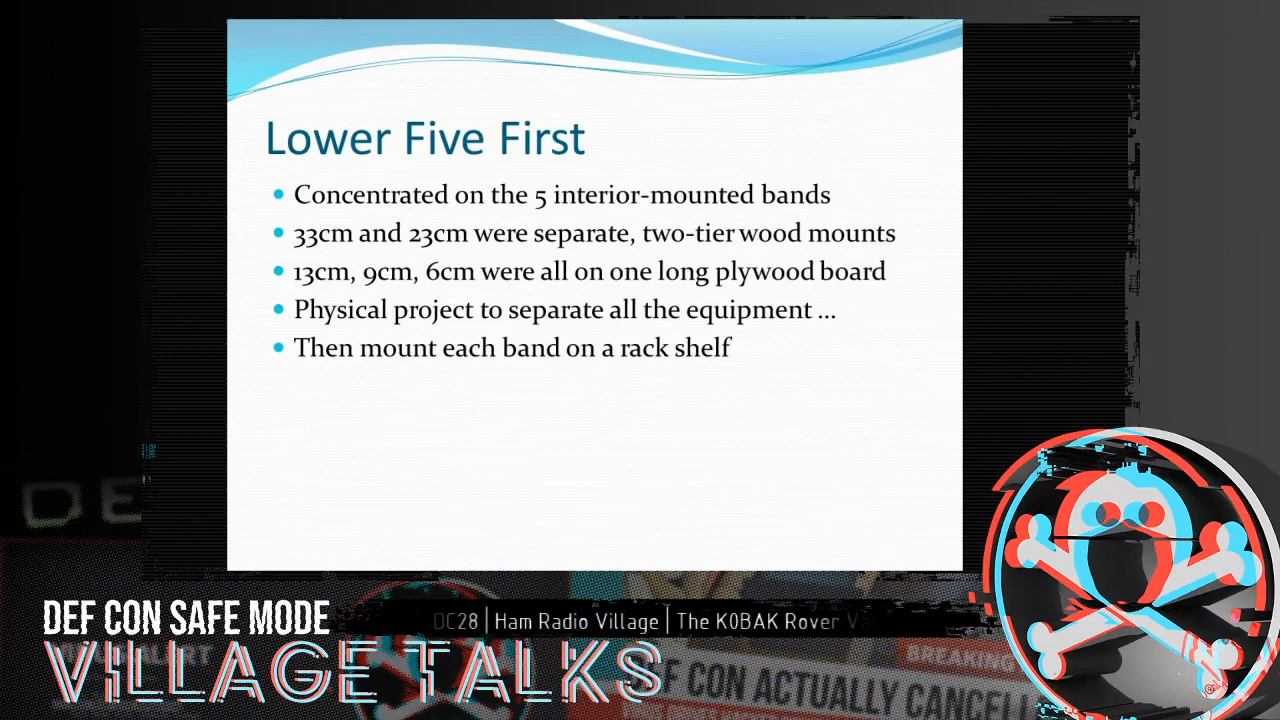 Lower Five First
Concentrated on the 5 interior-mounted bands
33cm and 23cm were separate, two-tier wood mounts
13cm, 9cm, 6cm were all on one long plywood board
Physical project to separate all the equipment ...
Then mount each band on a rack shelf
DE
DEF CON SAFE MODE
DC28 | Ham Radio Village | The K0BAK Rover Va
VILLAGE TALKS
BREAKING
DEF CON ACTUALLY CANCEL